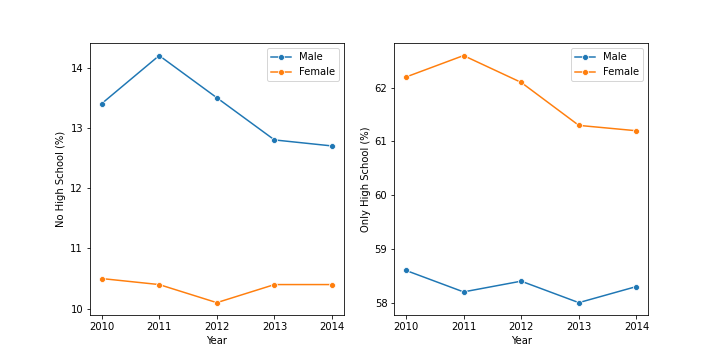 Male
Female
14
13
12
11
10
No High School (%)
2010 2011 2012 2013 2014
Year
Male
Female
62
61
60
59
58
Only High School (%)
2010 2011 2012 2013 2014
Year